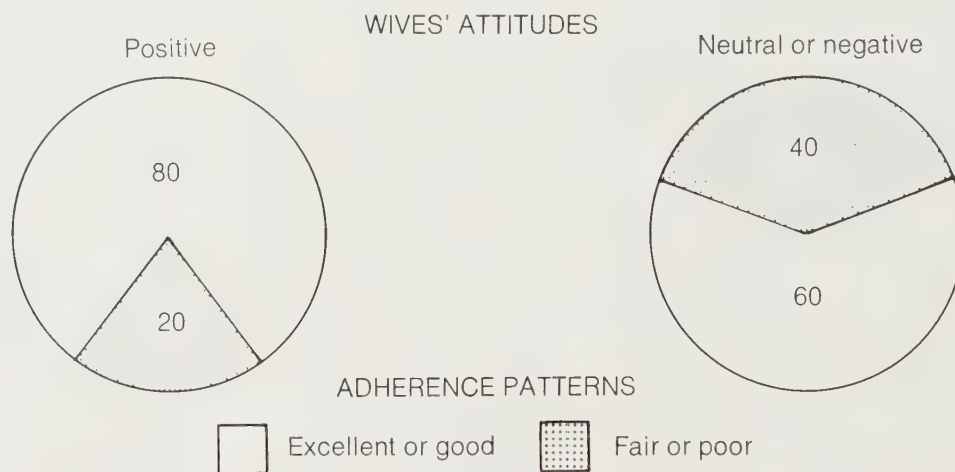 WIVES' ATTITUDES
Positive
Neutral or negative
80
20
40
60
ADHERENCE PATTERNS
Excellent or good
Fair or poor